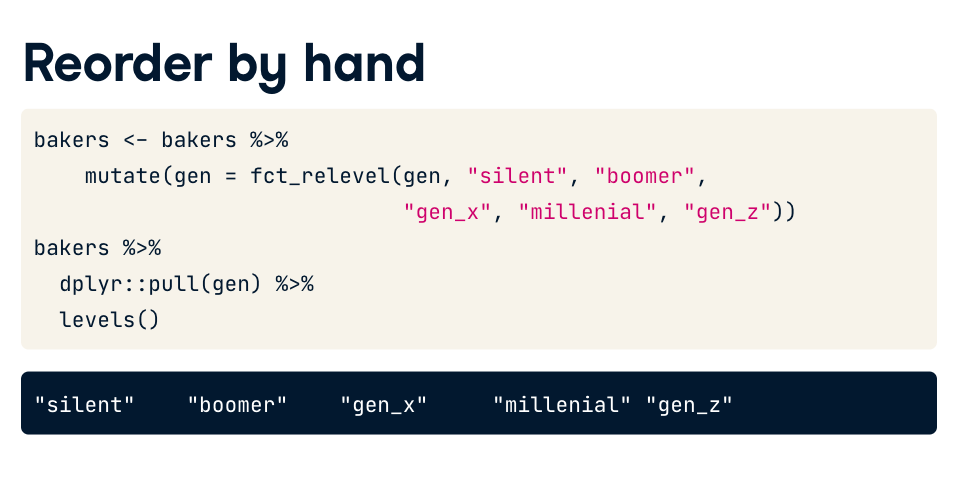 Reorder by hand
bakers <- bakers %>%
    mutate(gen = fct_relevel(gen, "silent", "boomer",
                             "gen_x", "millenial", "gen_z"))
bakers %>%
  dplyr::pull(gen) %>%
  levels()
"silent"    "boomer"    "gen_x"     "millenial" "gen_z"